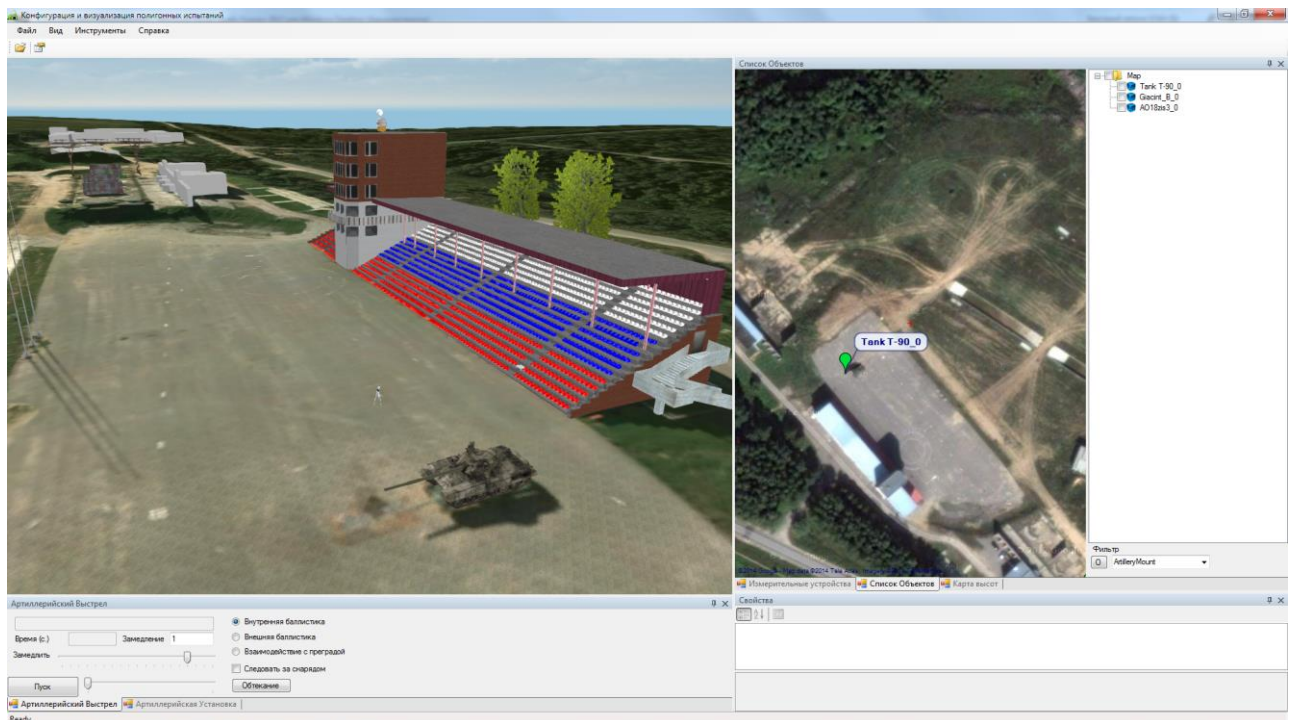 Конфигурация и визуализация полигонных испытаний
Файл Вид Инструменты Справка
Список Объектов
Map
Tank T-90_0
Giacint_B_0
AO18zis3_0
Tank T-90_0
Фильтр
O ArtilleryMount
Измерительные устройства Список Объектов Карта высот
Артиллерийский Выстрел
Внутренняя баллистика
Время (с.) Замедление 1
Внешняя баллистика
Замедлить
Взаимодействие с преградой
Следовать за снарядом
Пуск
Обтекание
Артиллерийский Выстрел Артиллерийская Установка
Свойства
Ready